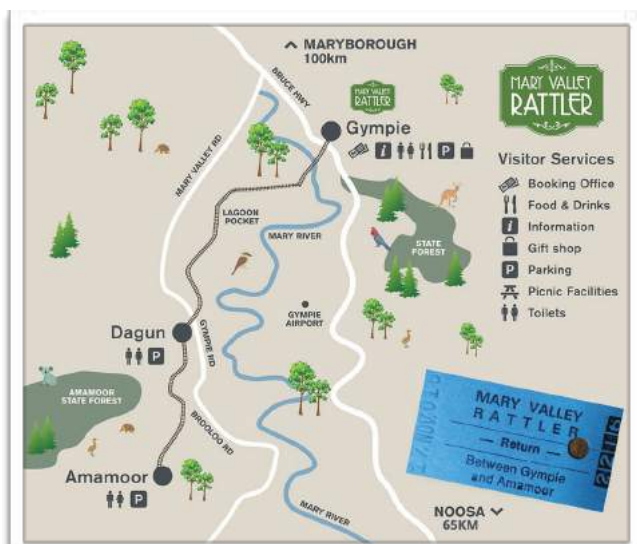 MARYBOROUGH
100km
BRUCE HWY
MARY VALLEY
RATTLER
MARY VALLEY
RATTLER
Gympie
MARY VALLEY RD
Visitor Services
Booking Office
Food & Drinks
i Information
Gift shop
P Parking
Picnic Facilities
Toilets
i P
LAGOON
POCKET
MARY RIVER
STATE
FOREST
GYMPIE
AIRPORT
Dagun
P
GYMPIE RD
AMAMOOR
STATE FOREST
BROOLOO RD
Amamoor
P
MARY RIVER
NOOSA
65KM
MARY VALLEY
RATTLER
Return
Between Gympie
and Amamoor